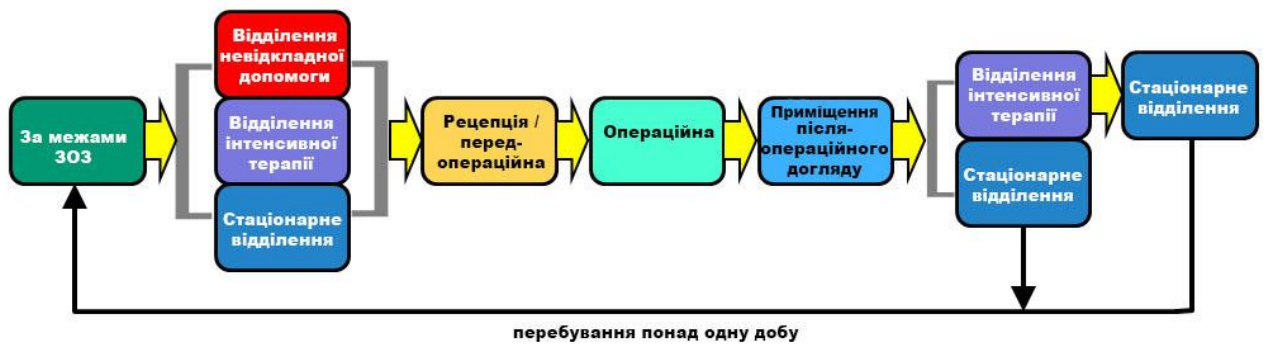 Відділення
невідкладної
допомоги
За межами
ЗОЗ
Відділення
інтенсивної
терапії
Стаціонарне
відділення
Рецепція /
перед-
операційна
Операційна
Приміщення
після-
операційного
догляду
Відділення
інтенсивної
терапії
Стаціонарне
відділення
Стаціонарне
відділення
перебування понад одну добу